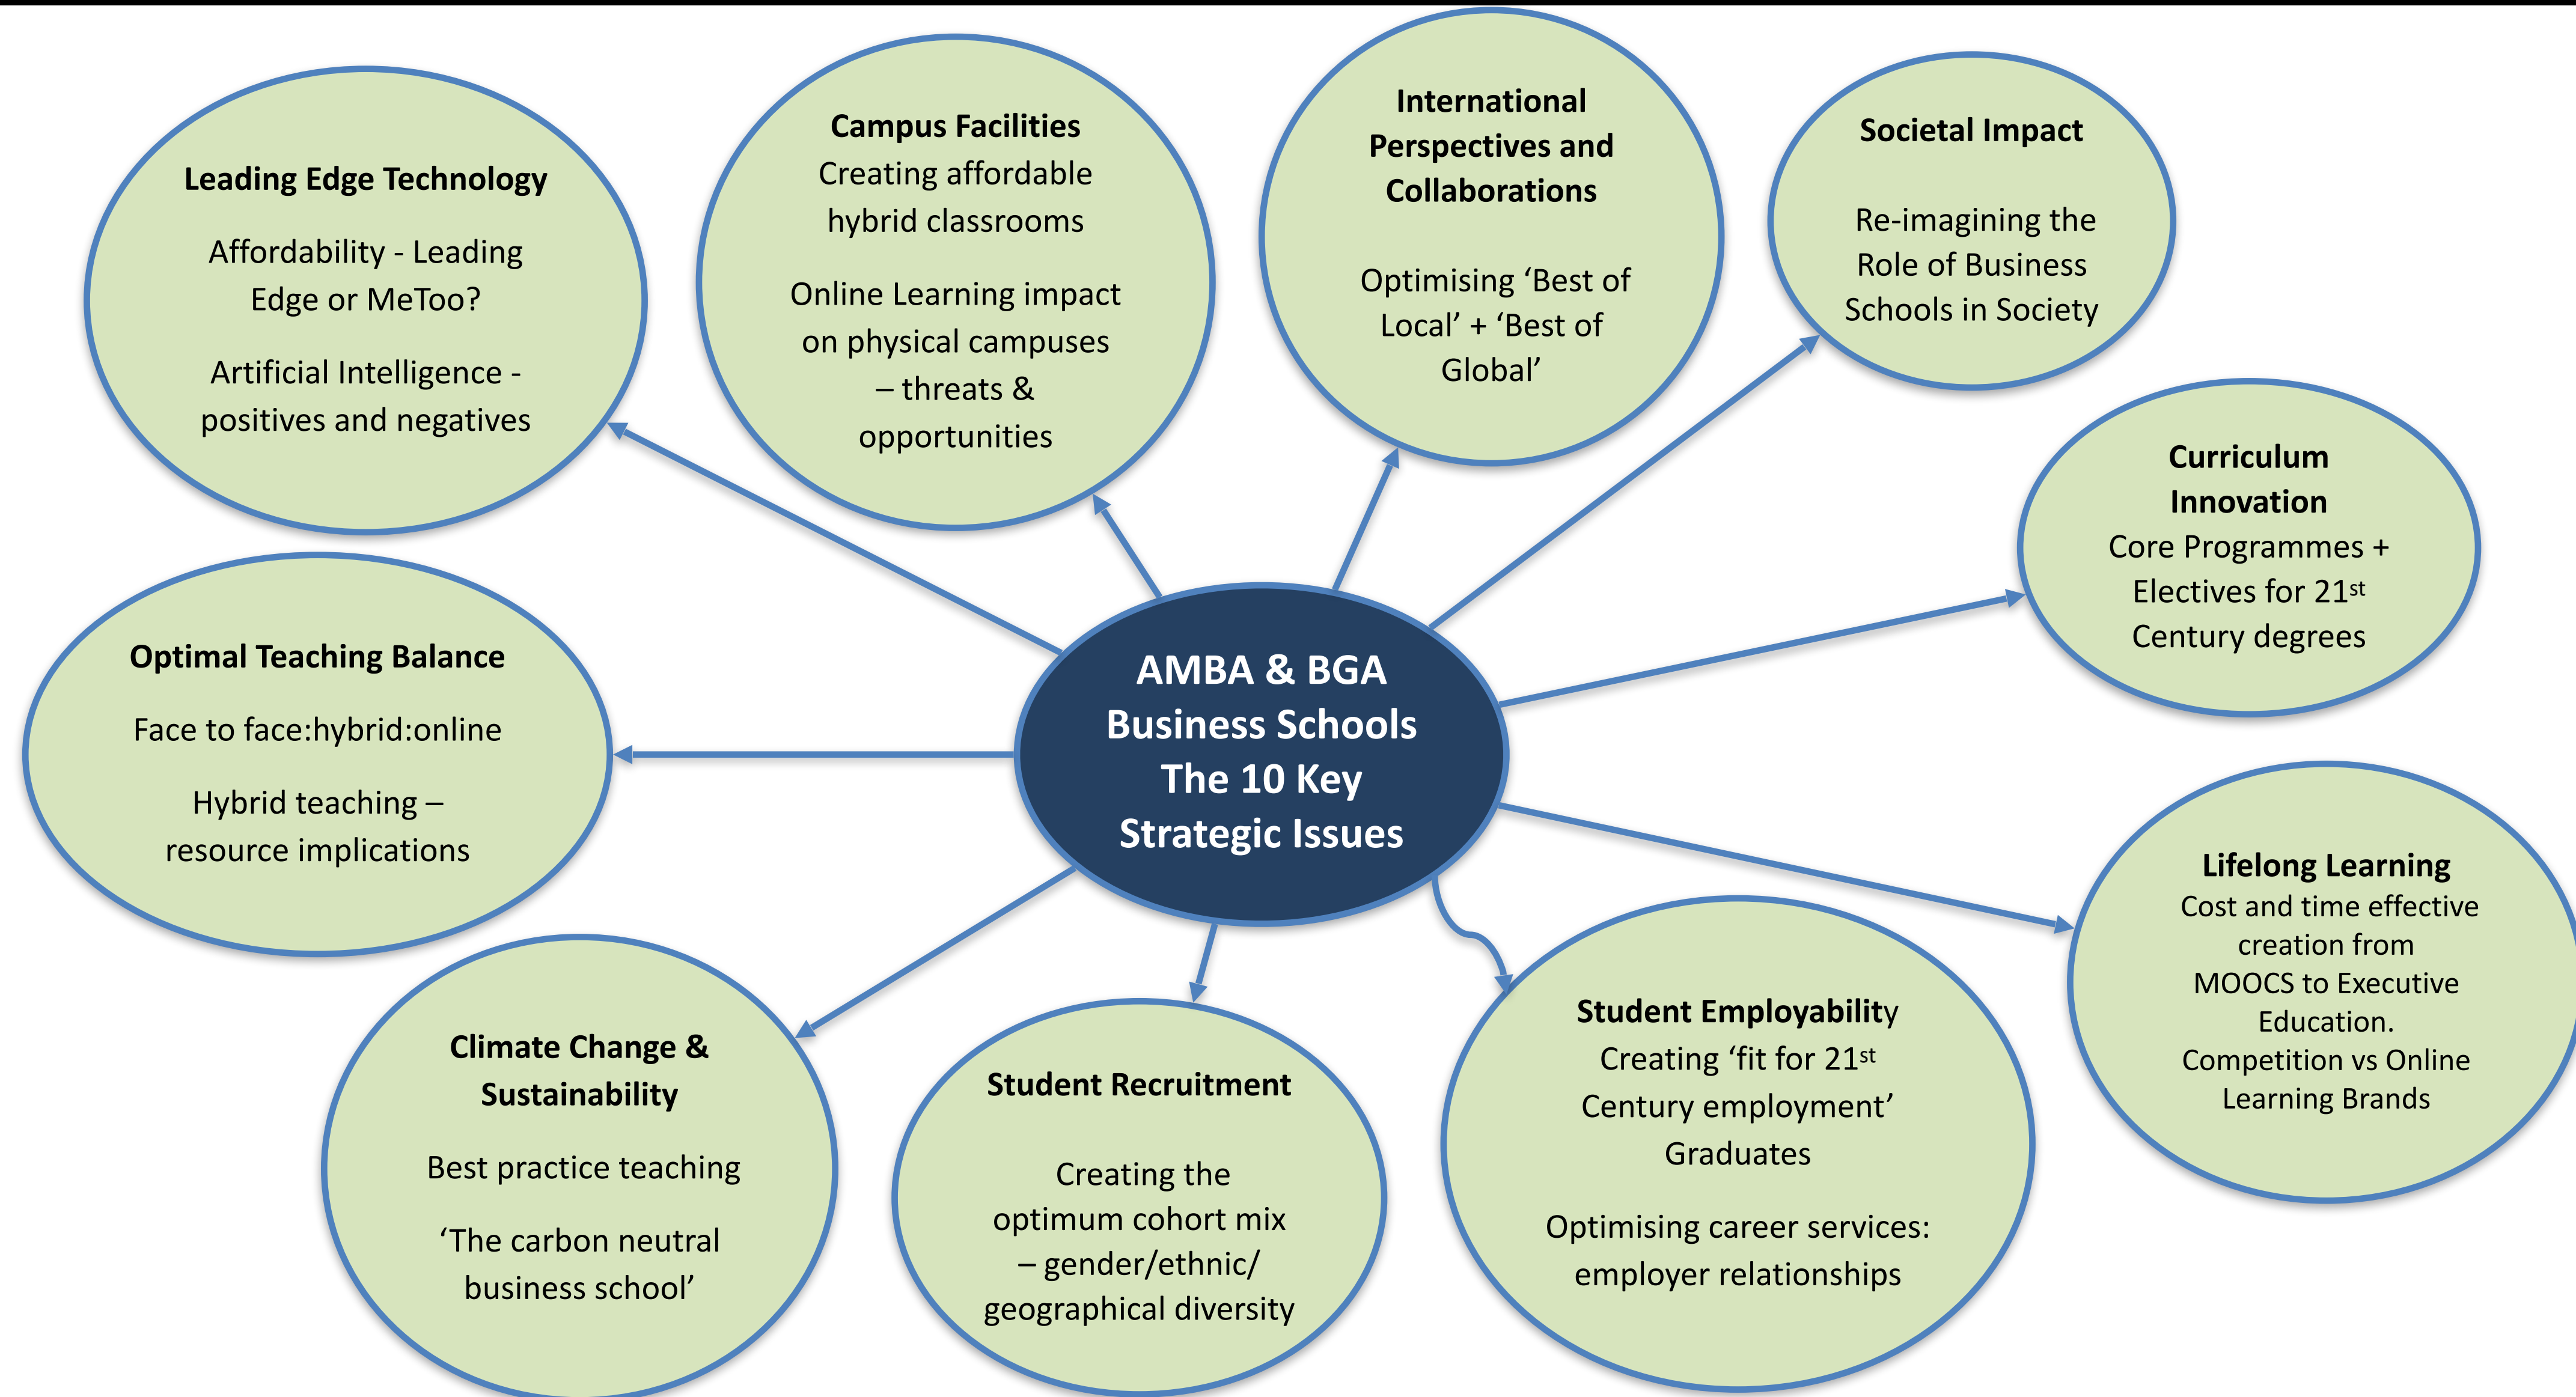 Leading Edge Technology
Affordability - Leading
Edge or MeToo?
Artificial Intelligence -
positives and negatives
Campus Facilities
Creating affordable
hybrid classrooms
Online Learning impact
on physical campuses
– threats &
opportunities
International
Perspectives and
Collaborations
Optimising ‘Best of
Local’ + ‘Best of
Global’
Societal Impact
Re-imagining the
Role of Business
Schools in Society
Curriculum
Innovation
Core Programmes +
Electives for 21st
Century degrees
AMBA & BGA
Business Schools
The 10 Key
Strategic Issues
Optimal Teaching Balance
Face to face:hybrid:online
Hybrid teaching –
resource implications
Lifelong Learning
Cost and time effective
creation from
MOOCS to Executive
Education.
Competition vs Online
Learning Brands
Climate Change &
Sustainability
Best practice teaching
‘The carbon neutral
business school’
Student Recruitment
Creating the
optimum cohort mix
– gender/ethnic/
geographical diversity
Student Employability
Creating ‘fit for 21st
Century employment’
Graduates
Optimising career services:
employer relationships